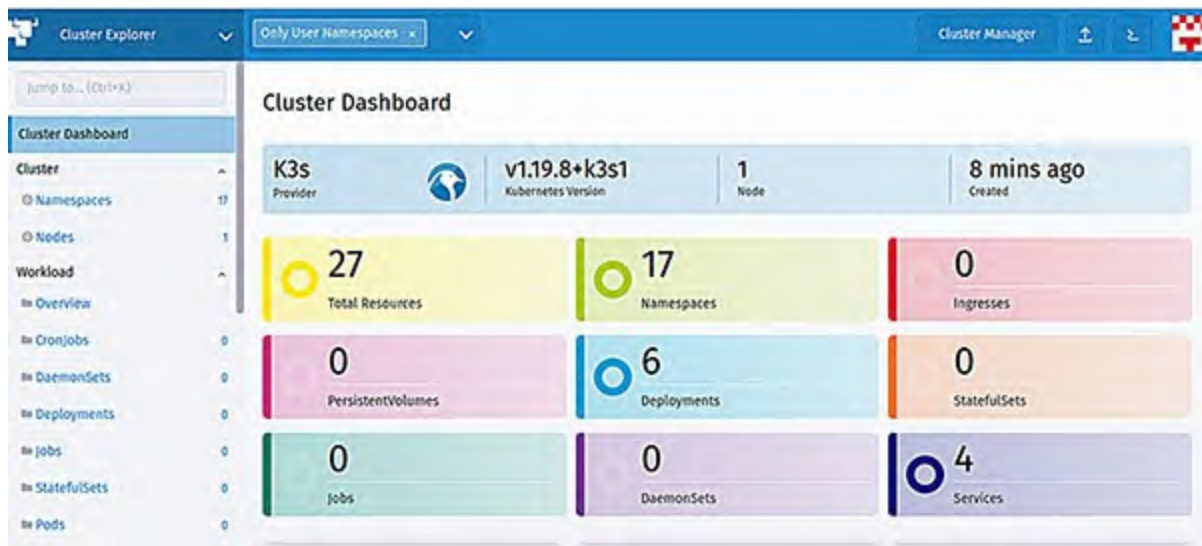 Cluster Explorer
Only User Namespaces ×
Cluster Manager
Jump to... (Ctrl+K)
Cluster Dashboard
Cluster
Namespaces 17
Nodes 1
Workload
Overview
CronJobs 0
DaemonSets 0
Deployments 0
Jobs 0
StatefulSets 0
Pods 0
Cluster Dashboard
K3s
Provider
v1.19.8+k3s1
Kubernetes Version
1
Node
8 mins ago
Created
27
Total Resources
17
Namespaces
0
Ingresses
0
PersistentVolumes
6
Deployments
0
StatefulSets
0
Jobs
0
DaemonSets
4
Services